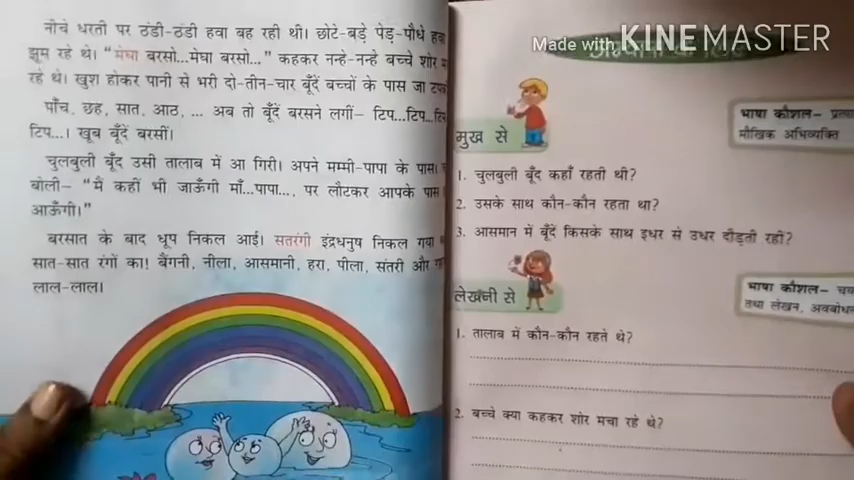 नीचे धरती पर ठंडी-ठंडी हवा बह रही थी। छोटे-बड़े पेड़-पौधे हवा
झूम रहे थे। "मेघा बरसो...मेघा बरसो..." कहकर नन्हे-नन्हे बच्चे शोर
रहे थे। खुश होकर पानी से भरी दो-तीन-चार बूँदें बच्चों के पास जा
पाँच, छह, सात, आठ, ... अब तो बूँदें बरसने लगीं– टिप...टिप...टिप
टिप...। खूब बूँदें बरसीं।
चुलबुली बूँद उसी तालाब में आ गिरी। अपने मम्मी-पापा के पास।
बोली– "मैं कहीं भी जाऊँगी माँ...पापा..., पर लौटकर आपके पास
आऊँगी।"
बरसात के बाद धूप निकल आई। सतरंगी इंद्रधनुष निकल गया
सात-सात रंगों का! बैंगनी, नीला, आसमानी, हरा, पीला, संतरी और
लाल-लाल।
Made with KINEMASTER
भाषा कौशल–
मौखिक अभिव्यक्ति
मुख से
1. चुलबुली बूँद कहाँ रहती थी?
2. उसके साथ कौन-कौन रहता था?
3. आसमान में बूँदें किसके साथ इधर से उधर दौड़ती रहीं?
भाषा कौशल–
तथा लेखन,
लेखनी से
1. तालाब में कौन-कौन रहते थे?
2. बच्चे क्या कहकर शोर मचा रहे थे?